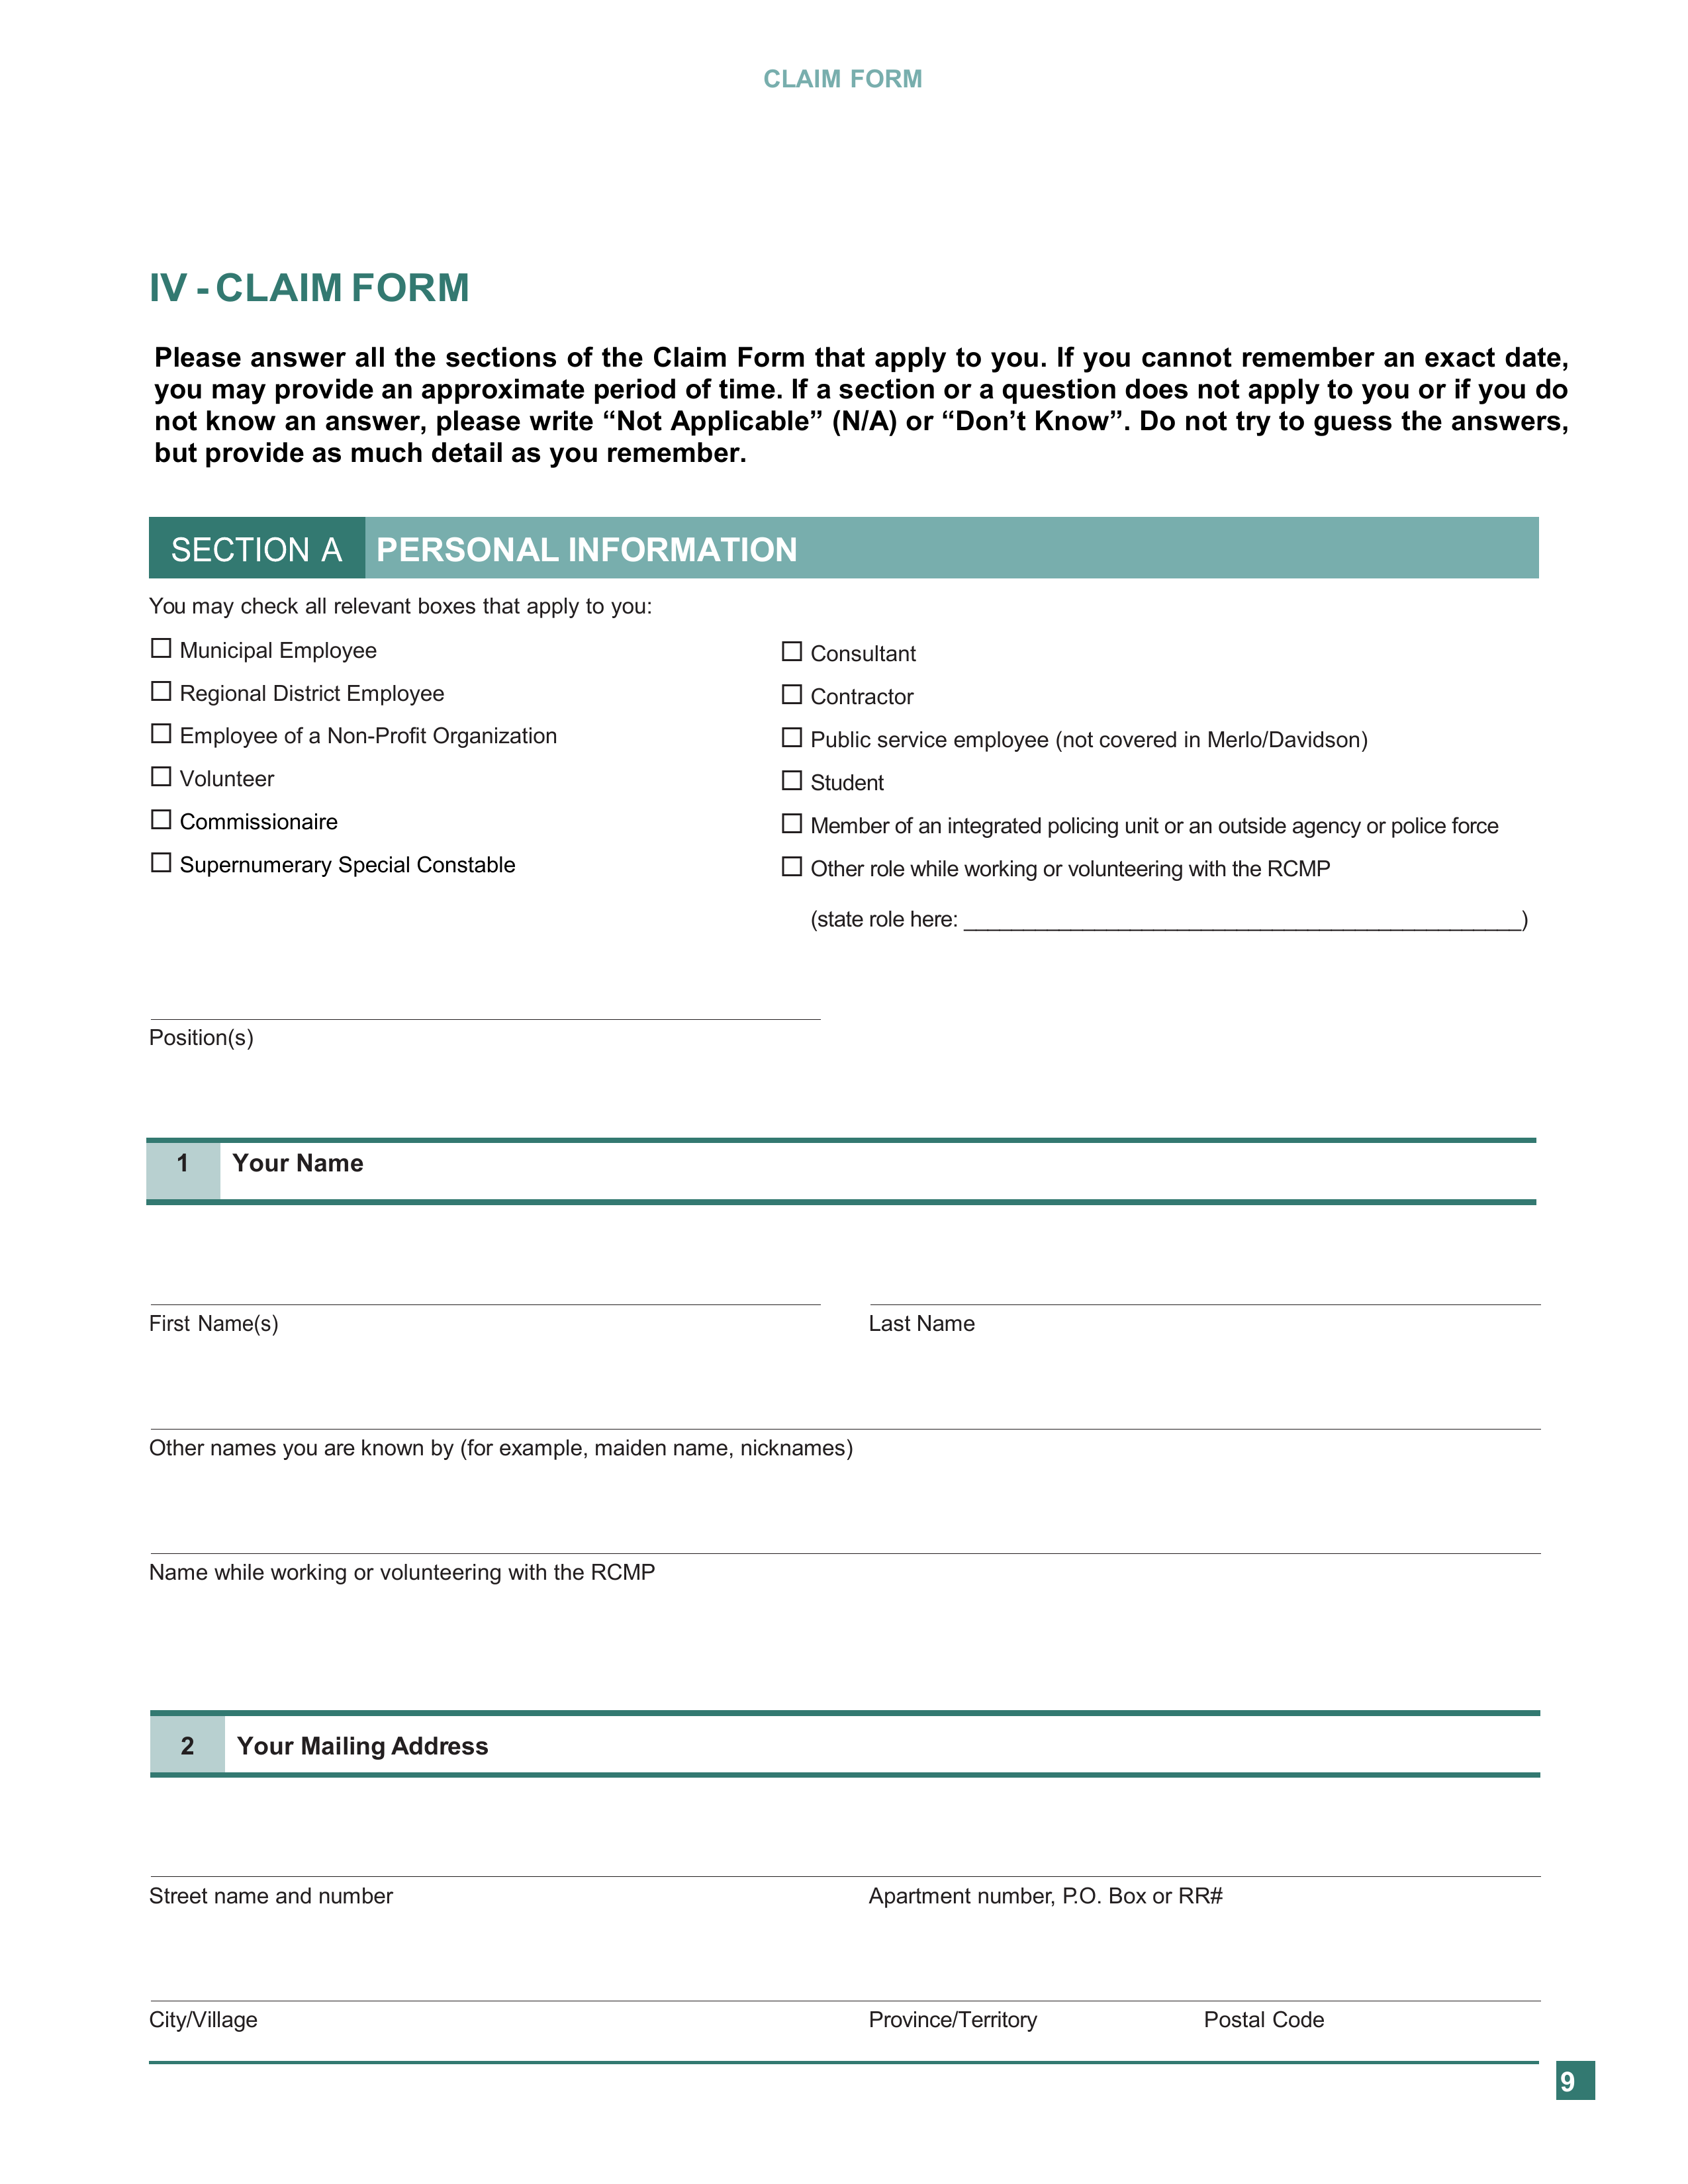 CLAIM FORM
IV - CLAIM FORM
Please answer all the sections of the Claim Form that apply to you. If you cannot remember an exact date,
you may provide an approximate period of time. If a section or a question does not apply to you or if you do
not know an answer, please write “Not Applicable” (N/A) or “Don’t Know”. Do not try to guess the answers,
but provide as much detail as you remember.
SECTION A PERSONAL INFORMATION
You may check all relevant boxes that apply to you:
☐ Municipal Employee
☐ Regional District Employee
☐ Employee of a Non-Profit Organization
☐ Volunteer
☐ Commissionaire
☐ Supernumerary Special Constable
☐ Consultant
☐ Contractor
☐ Public service employee (not covered in Merlo/Davidson)
☐ Student
☐ Member of an integrated policing unit or an outside agency or police force
☐ Other role while working or volunteering with the RCMP
(state role here: ______________________________________________)
Position(s)
1 Your Name
First Name(s) Last Name
Other names you are known by (for example, maiden name, nicknames)
Name while working or volunteering with the RCMP
2 Your Mailing Address
Street name and number Apartment number, P.O. Box or RR#
City/Village Province/Territory Postal Code
9